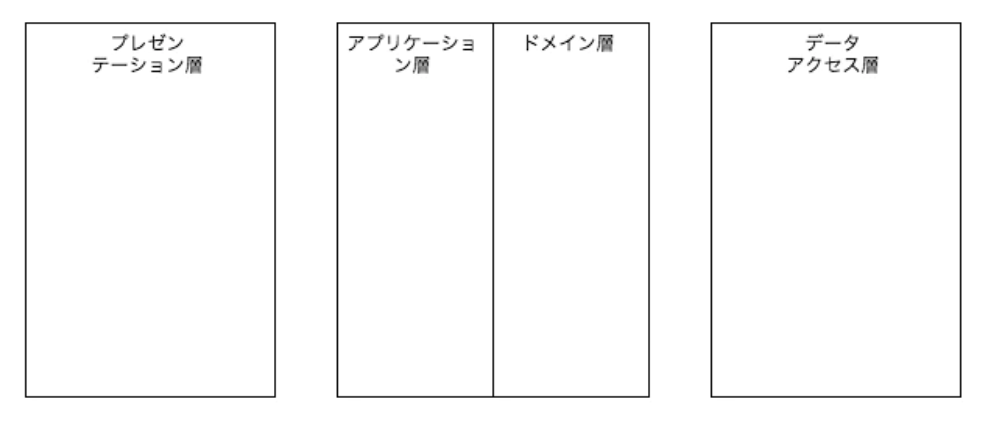 プレゼン
テーション層
アプリケーショ
ン層
ドメイン層
データ
アクセス層